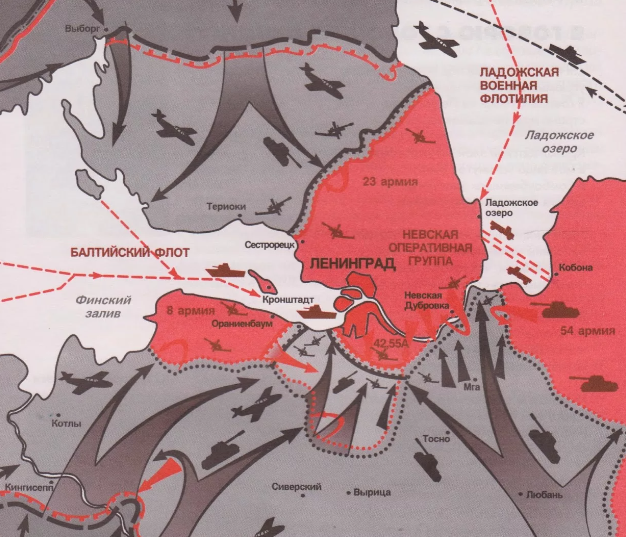 Выборг
ЛАДОЖСКАЯ
ВОЕННАЯ
ФЛОТИЛИЯ
Ладожское
озеро
23 армия
Териоки
Ладожское
озеро
НЕВСКАЯ
ОПЕРАТИВНАЯ
ГРУППА
Сестрорецк
БАЛТИЙСКИЙ ФЛОТ
ЛЕНИНГРАД
Кобона
Финский
залив
Кронштадт
Невская
Дубровка
8 армия
Ораниенбаум
54 армия
42,55А
Мга
Котлы
Тосно
Кингисепп
Сиверский
Вырица
Любань